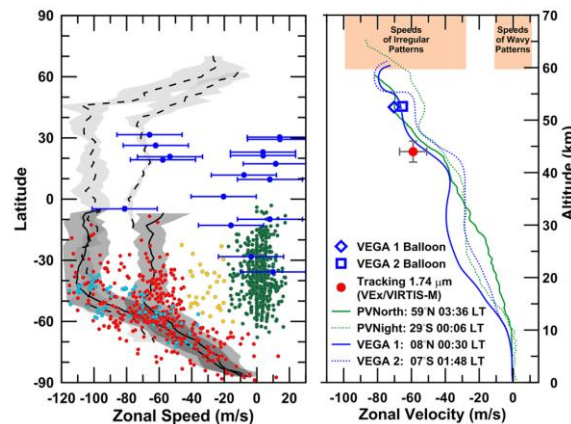 90
60
30
0
-30
-60
-90
Latitude
-120 -100 -80 -60 -40 -20 0 20
Zonal Speed (m/s)
Speeds
of Irregular
Patterns
Speeds
of Wavy
Patterns
70
60
50
40
30
20
10
0
Altitude (km)
VEGA 1 Balloon
VEGA 2 Balloon
Tracking 1.74 µm
(VEx/VIRTIS-M)
PVNorth: 59°N 03:36 LT
PVNight: 29°S 00:06 LT
VEGA 1: 08°N 00:30 LT
VEGA 2: 07°S 01:48 LT
-100 -80 -60 -40 -20 0
Zonal Velocity (m/s)